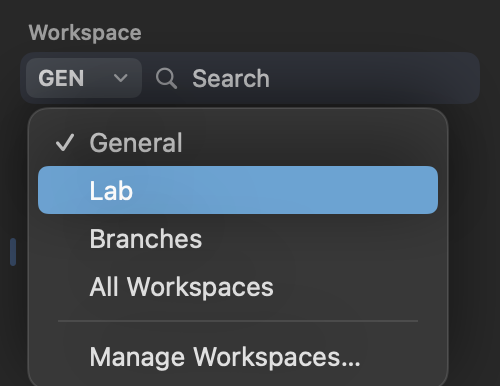 Workspace
GEN Search
General
Lab
Branches
All Workspaces
Manage Workspaces...